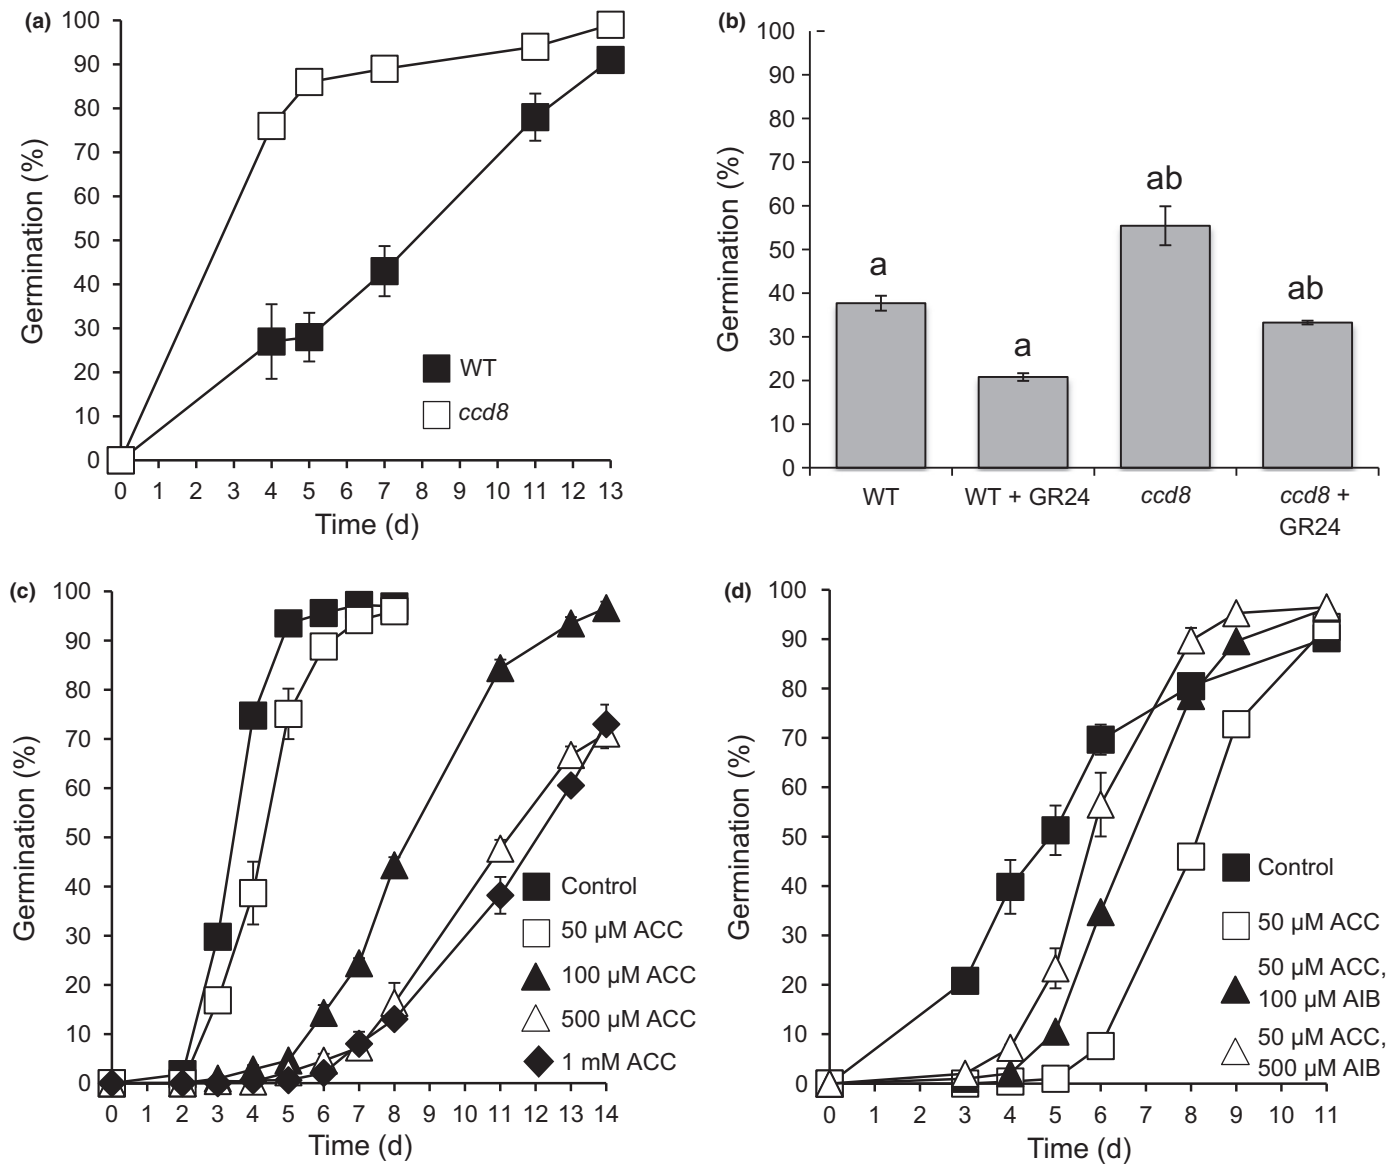 (a)
100
90
80
70
60
50
40
30
20
10
0
Germination (%)
WT
ccd8
0 1 2 3 4 5 6 7 8 9 10 11 12 13
Time (d)
(b)
100
90
80
70
60
50
40
30
20
10
0
Germination (%)
a
a
ab
ab
WT
WT + GR24
ccd8
ccd8 +
GR24
(c)
100
90
80
70
60
50
40
30
20
10
0
Germination (%)
Control
50 µM ACC
100 µM ACC
500 µM ACC
1 mM ACC
0 1 2 3 4 5 6 7 8 9 10 11 12 13 14
Time (d)
(d)
100
90
80
70
60
50
40
30
20
10
0
Germination (%)
Control
50 µM ACC
50 µM ACC,
100 µM AIB
50 µM ACC,
500 µM AIB
0 1 2 3 4 5 6 7 8 9 10 11
Time (d)